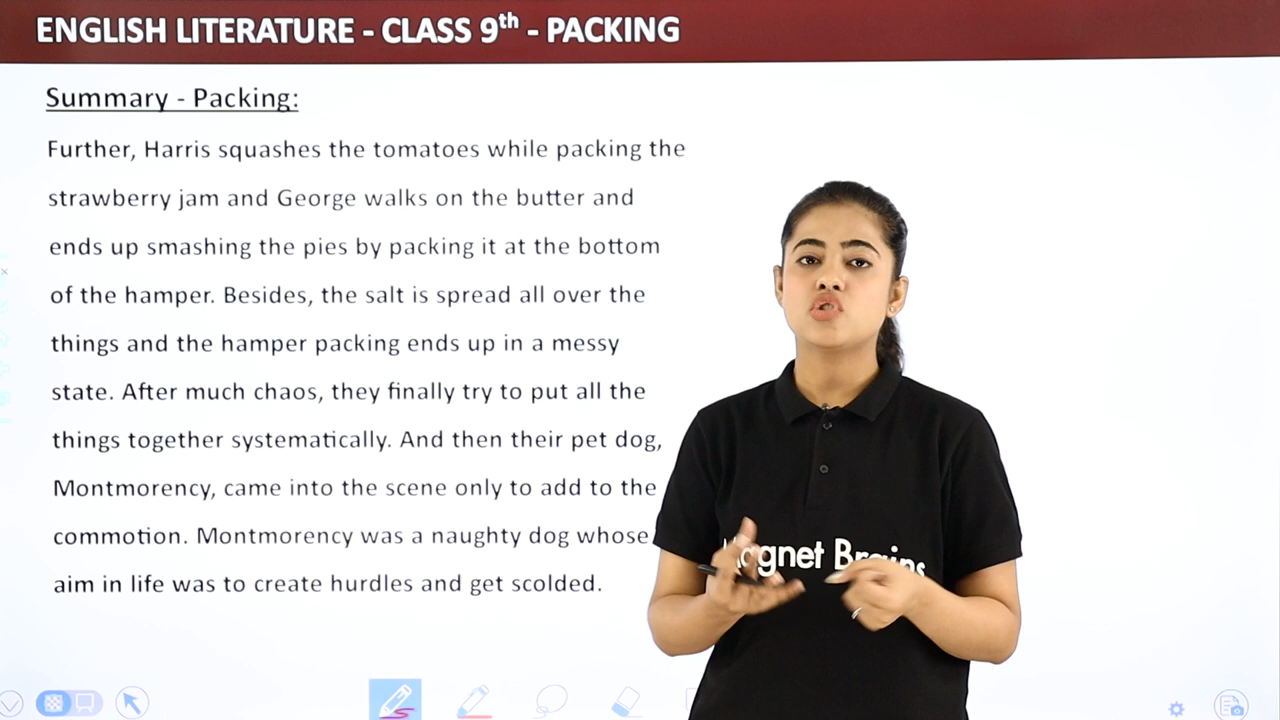 ENGLISH LITERATURE - CLASS 9th - PACKING
Summary - Packing:
Further, Harris squashes the tomatoes while packing the
strawberry jam and George walks on the butter and
ends up smashing the pies by packing it at the bottom
of the hamper. Besides, the salt is spread all over the
things and the hamper packing ends up in a messy
state. After much chaos, they finally try to put all the
things together systematically. And then their pet dog,
Montmorency, came into the scene only to add to the
commotion. Montmorency was a naughty dog whose
aim in life was to create hurdles and get scolded.
Magnet Brains